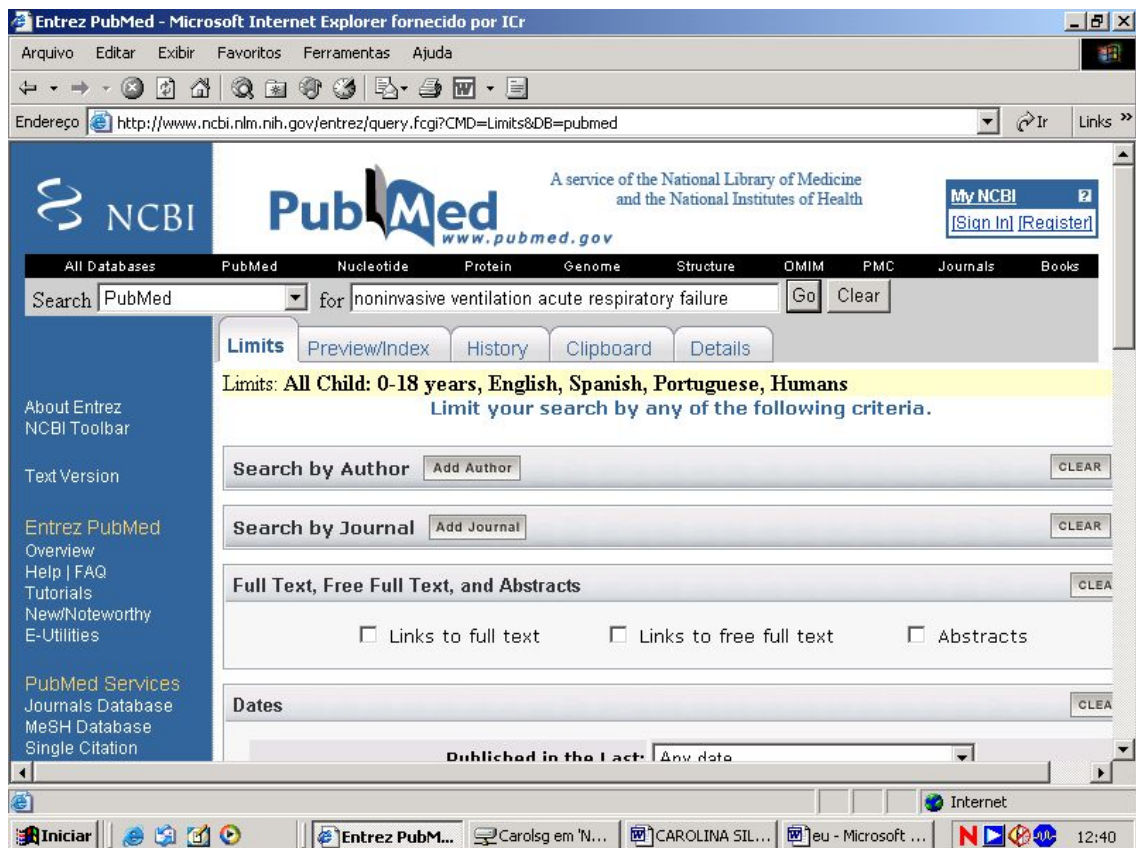 Entrez PubMed - Microsoft Internet Explorer fornecido por ICr
Arquivo Editar Exibir Favoritos Ferramentas Ajuda
Endereço http://www.ncbi.nlm.nih.gov/entrez/query.fcgi?CMD=Limits&DB=pubmed Ir Links »
NCBI
PubMed
www.pubmed.gov
A service of the National Library of Medicine
and the National Institutes of Health
My NCBI ?
[Sign In] [Register]
All Databases PubMed Nucleotide Protein Genome Structure OMIM PMC Journals Books
Search PubMed for noninvasive ventilation acute respiratory failure Go Clear
Limits Preview/Index History Clipboard Details
Limits: All Child: 0-18 years, English, Spanish, Portuguese, Humans
Limit your search by any of the following criteria.
About Entrez
NCBI Toolbar
Text Version
Entrez PubMed
Overview
Help | FAQ
Tutorials
New/Noteworthy
E-Utilities
PubMed Services
Journals Database
MeSH Database
Single Citation
Search by Author Add Author CLEAR
Search by Journal Add Journal CLEAR
Full Text, Free Full Text, and Abstracts CLEA
Links to full text Links to free full text Abstracts
Dates CLEA
Published in the Last: Any date
Internet
Iniciar Entrez PubM... Carolsg em 'N... CAROLINA SIL... eu - Microsoft ... N 12:40